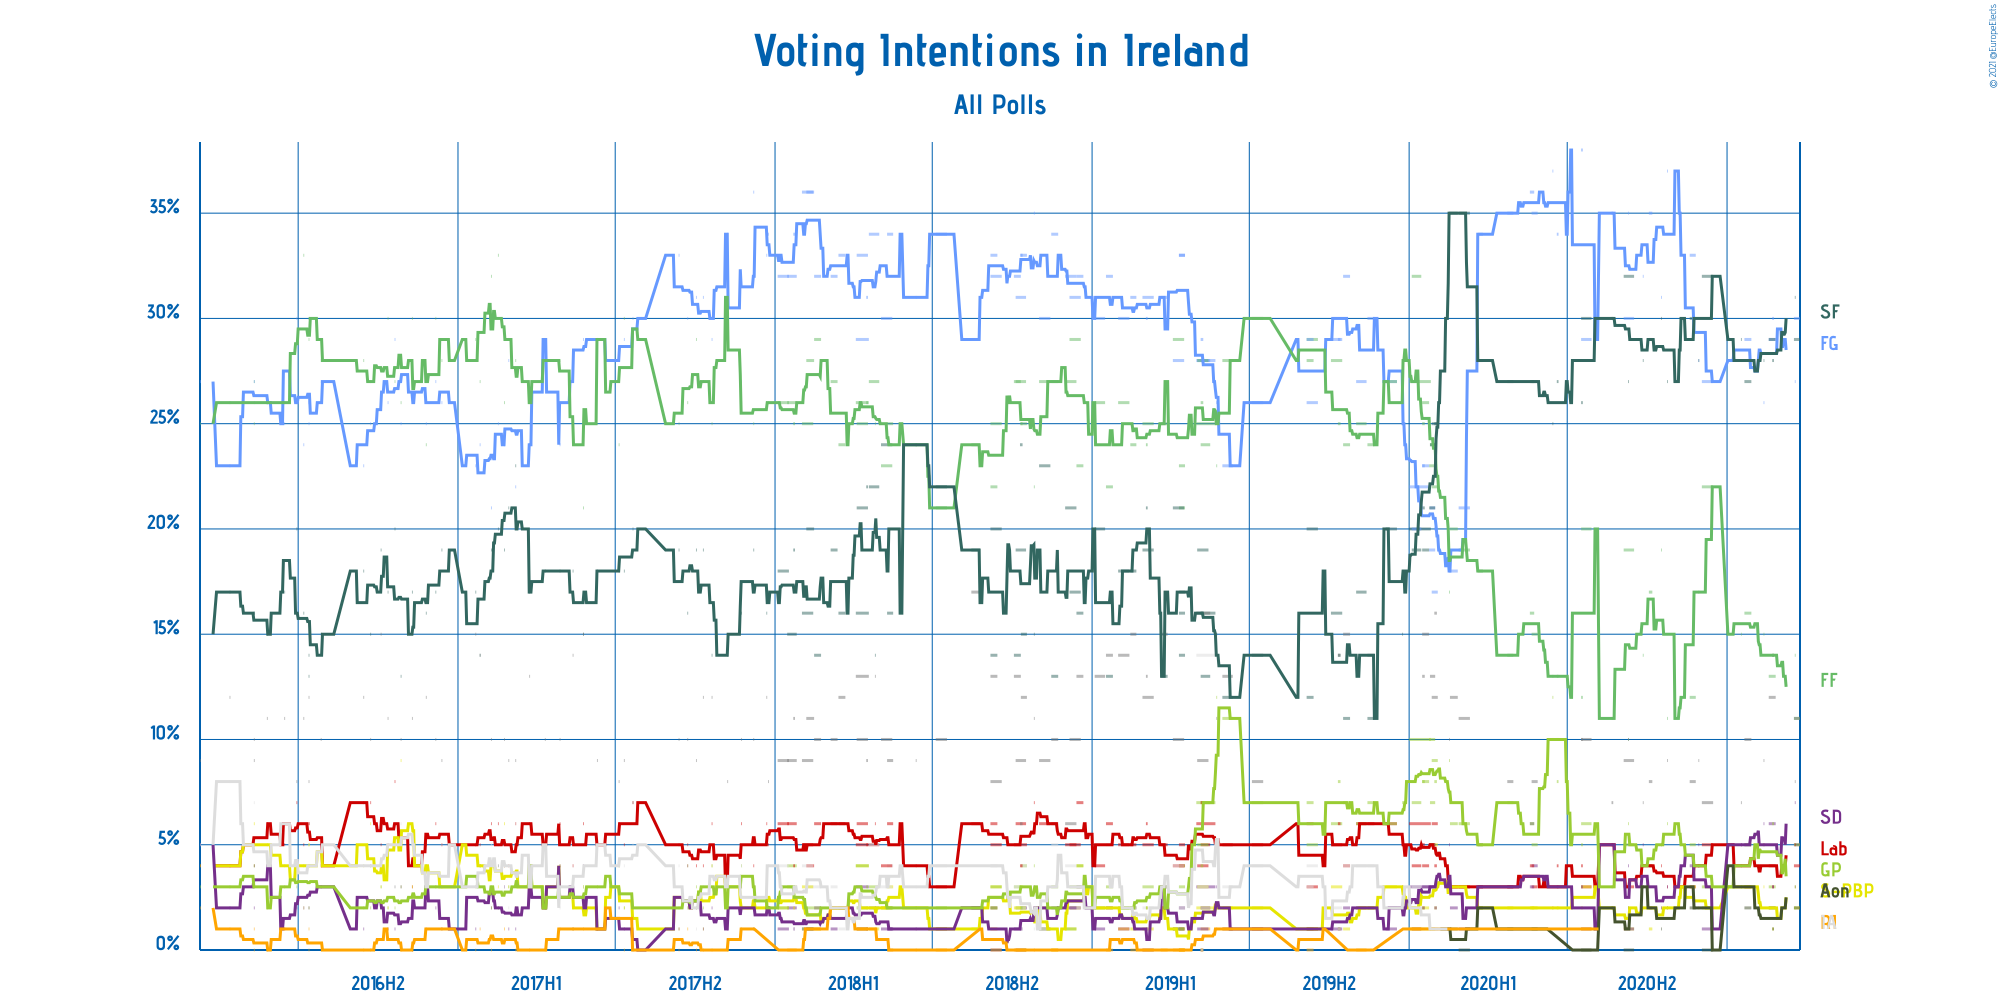 Voting Intentions in Ireland
All Polls
© 2021 @EuropeElects
35%
30%
25%
20%
15%
10%
5%
0%
SF
FG
FF
SD
Lab
GP
Aon PBP
2016H2 2017H1 2017H2 2018H1 2018H2 2019H1 2019H2 2020H1 2020H2